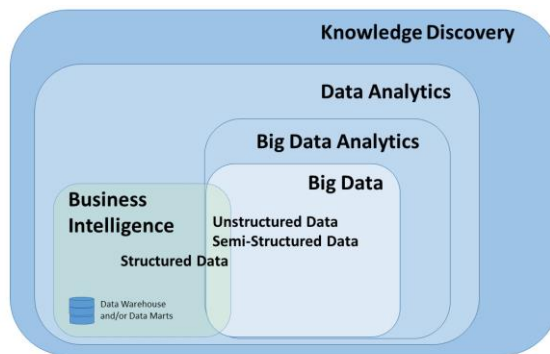 Knowledge Discovery
Data Analytics
Big Data Analytics
Big Data
Business
Intelligence
Unstructured Data
Semi-Structured Data
Structured Data
Data Warehouse
and/or Data Marts